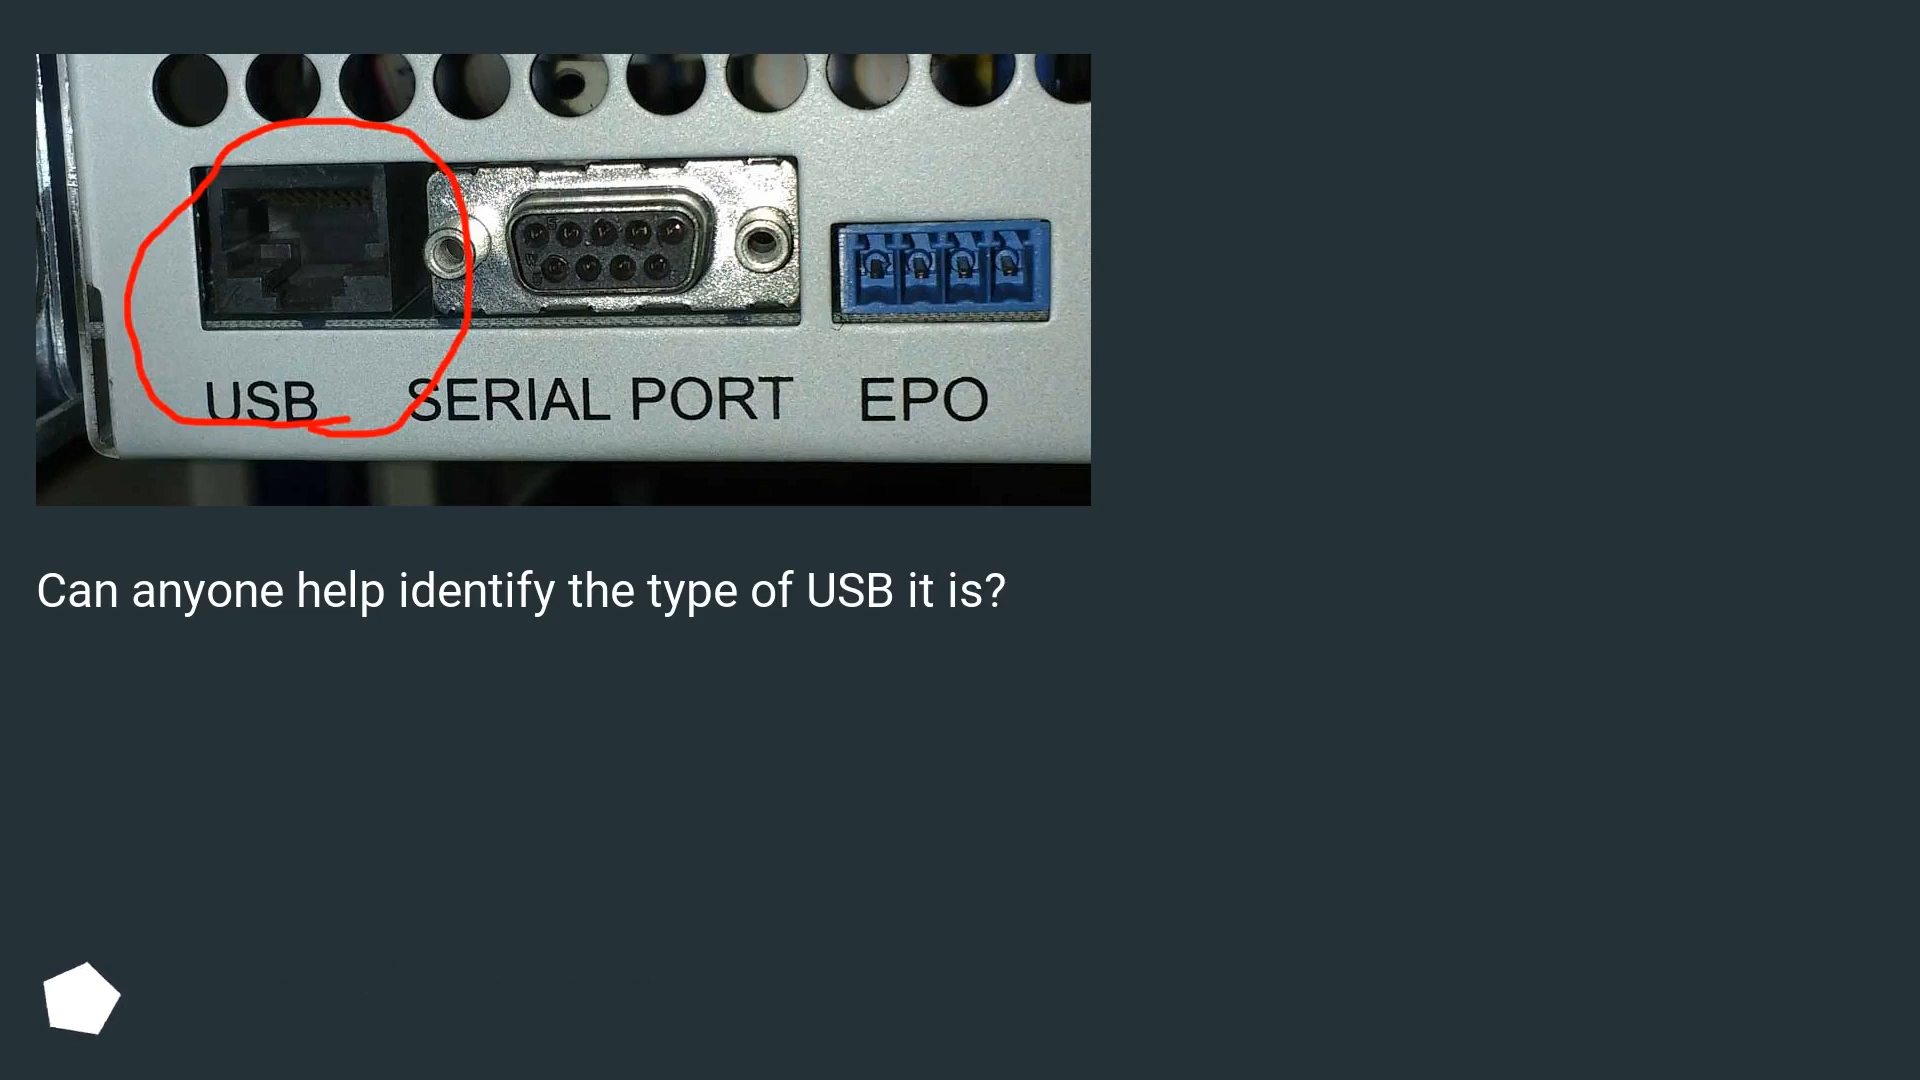 USB SERIAL PORT EPO
Can anyone help identify the type of USB it is?